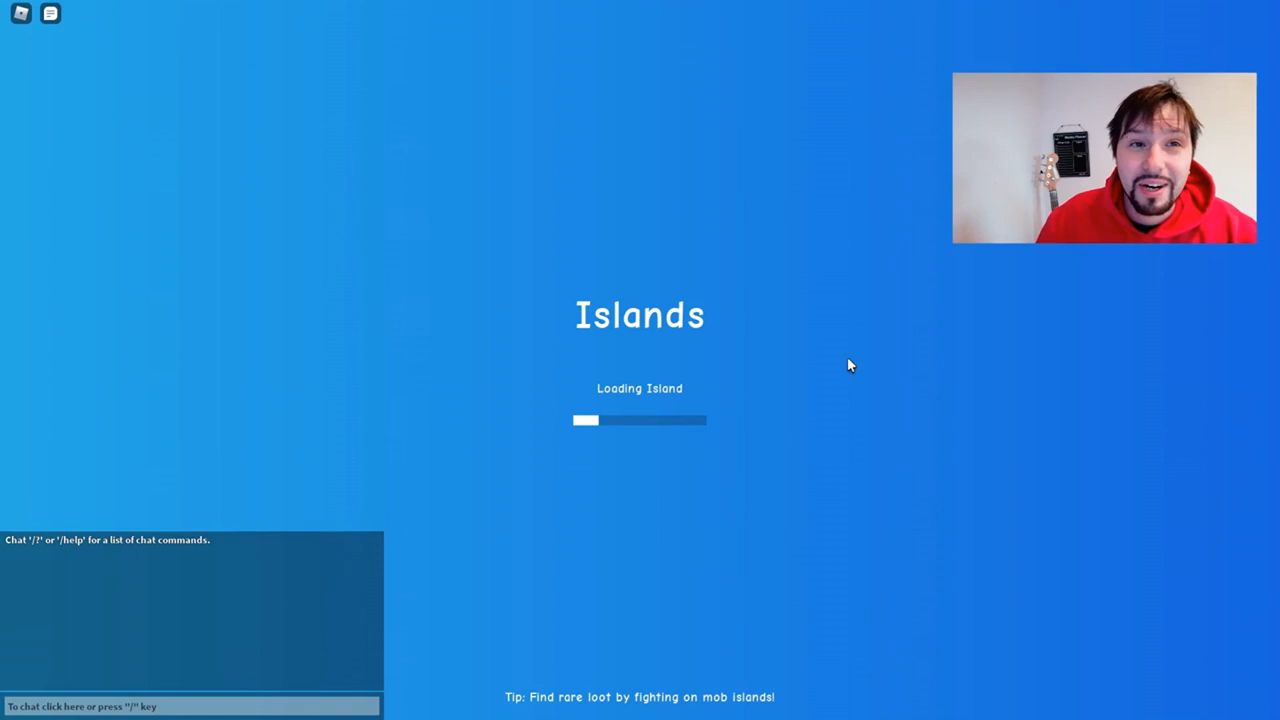 Islands
Loading Island
Chat '/?' or '/help' for a list of chat commands.
Tip: Find rare loot by fighting on mob islands!
To chat click here or press "/" key